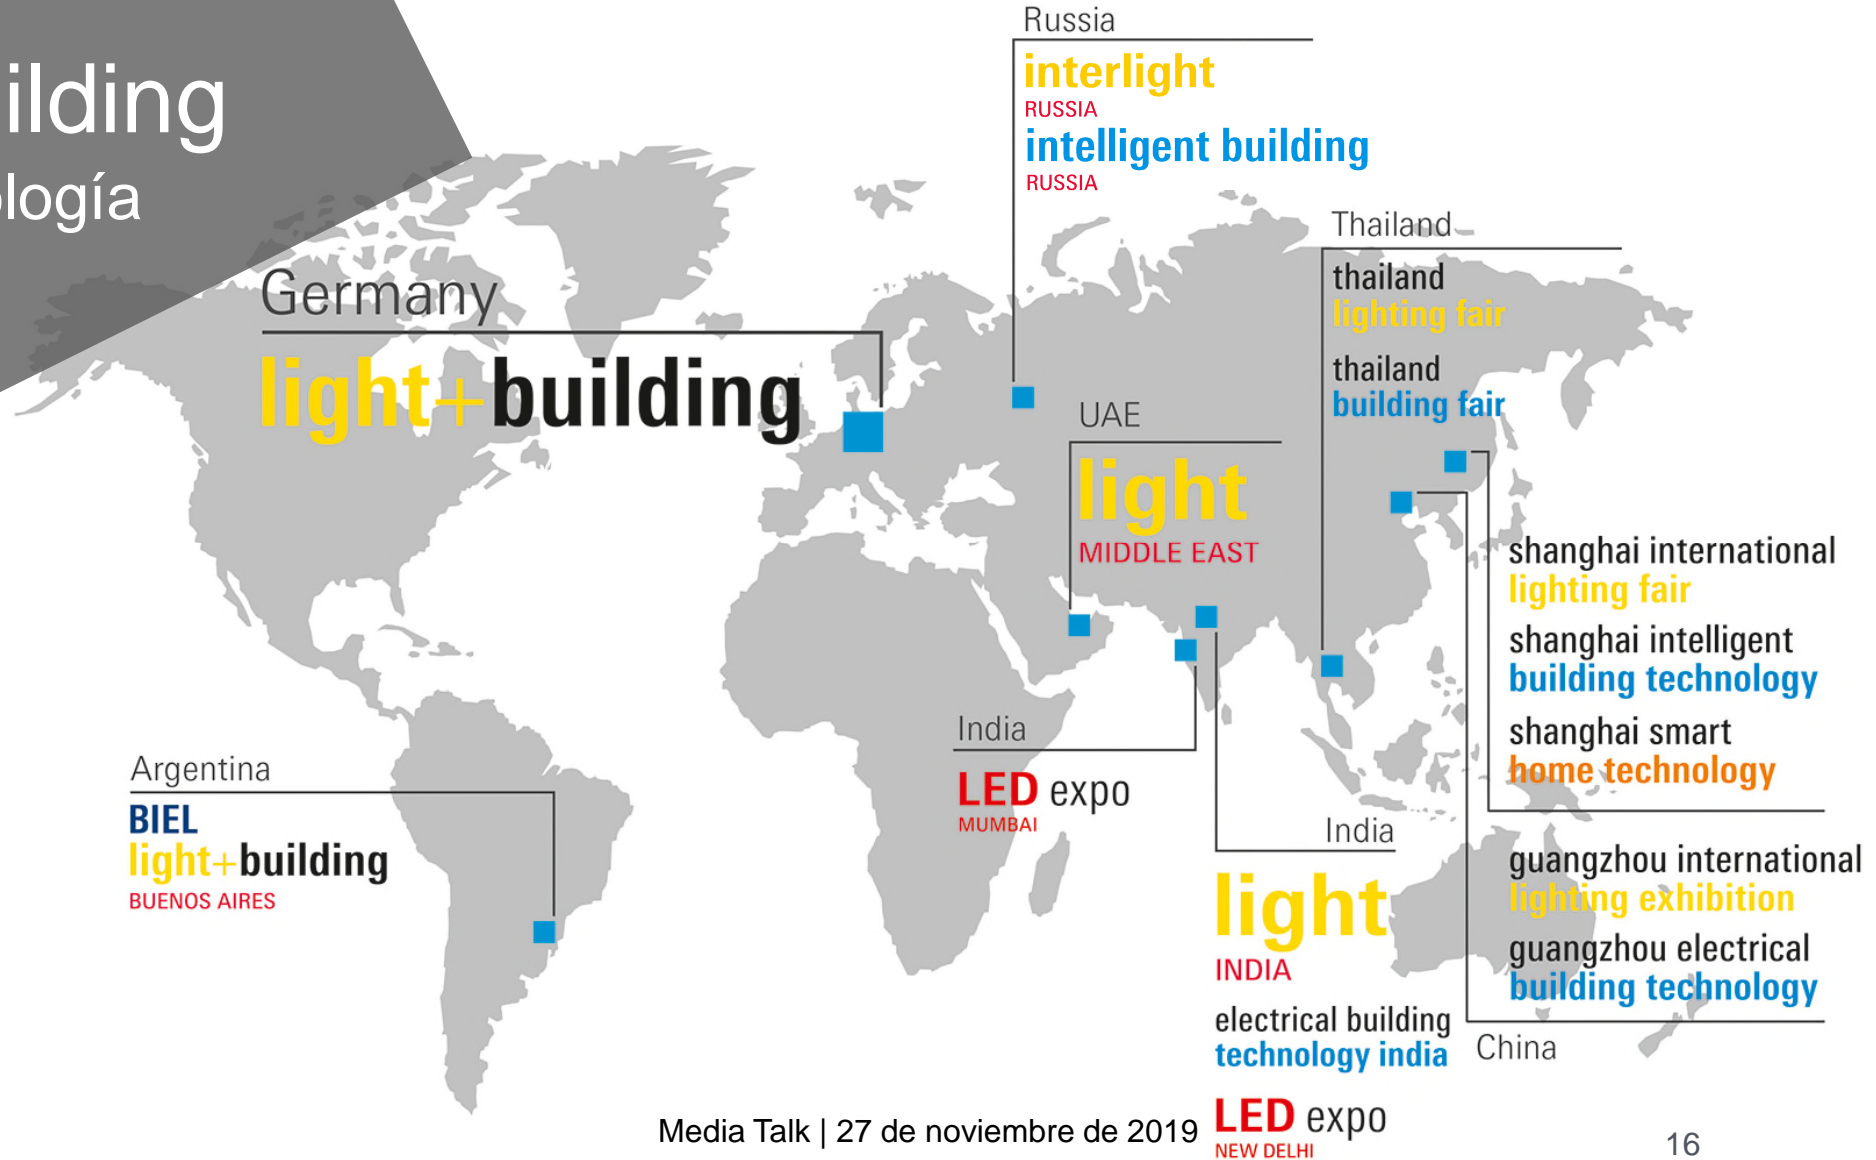 ilding
ología
Russia
interlight
RUSSIA
intelligent building
RUSSIA
Thailand
thailand
lighting fair
thailand
building fair
Germany
light+building
UAE
light
MIDDLE EAST
shanghai international
lighting fair
shanghai intelligent
building technology
shanghai smart
home technology
India
LED expo
MUMBAI
Argentina
BIEL
light+building
BUENOS AIRES
India
light
INDIA
electrical building
technology india
LED expo
NEW DELHI
guangzhou international
lighting exhibition
guangzhou electrical
building technology
China
Media Talk | 27 de noviembre de 2019
16